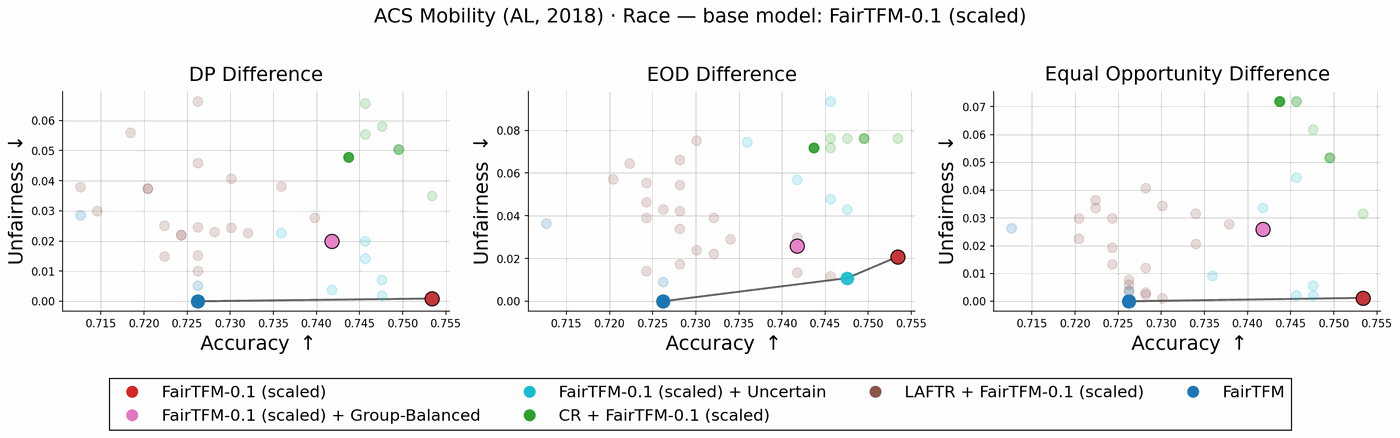 ACS Mobility (AL, 2018) · Race — base model: FairTFM-0.1 (scaled)
DP Difference
Unfairness ↓
0.06
0.05
0.04
0.03
0.02
0.01
0.00
0.715 0.720 0.725 0.730 0.735 0.740 0.745 0.750 0.755
Accuracy ↑
EOD Difference
Unfairness ↓
0.08
0.06
0.04
0.02
0.00
0.715 0.720 0.725 0.730 0.735 0.740 0.745 0.750 0.755
Accuracy ↑
Equal Opportunity Difference
Unfairness ↓
0.07
0.06
0.05
0.04
0.03
0.02
0.01
0.00
0.715 0.720 0.725 0.730 0.735 0.740 0.745 0.750 0.755
Accuracy ↑
FairTFM-0.1 (scaled)
FairTFM-0.1 (scaled) + Group-Balanced
FairTFM-0.1 (scaled) + Uncertain
CR + FairTFM-0.1 (scaled)
LAFTR + FairTFM-0.1 (scaled)
FairTFM